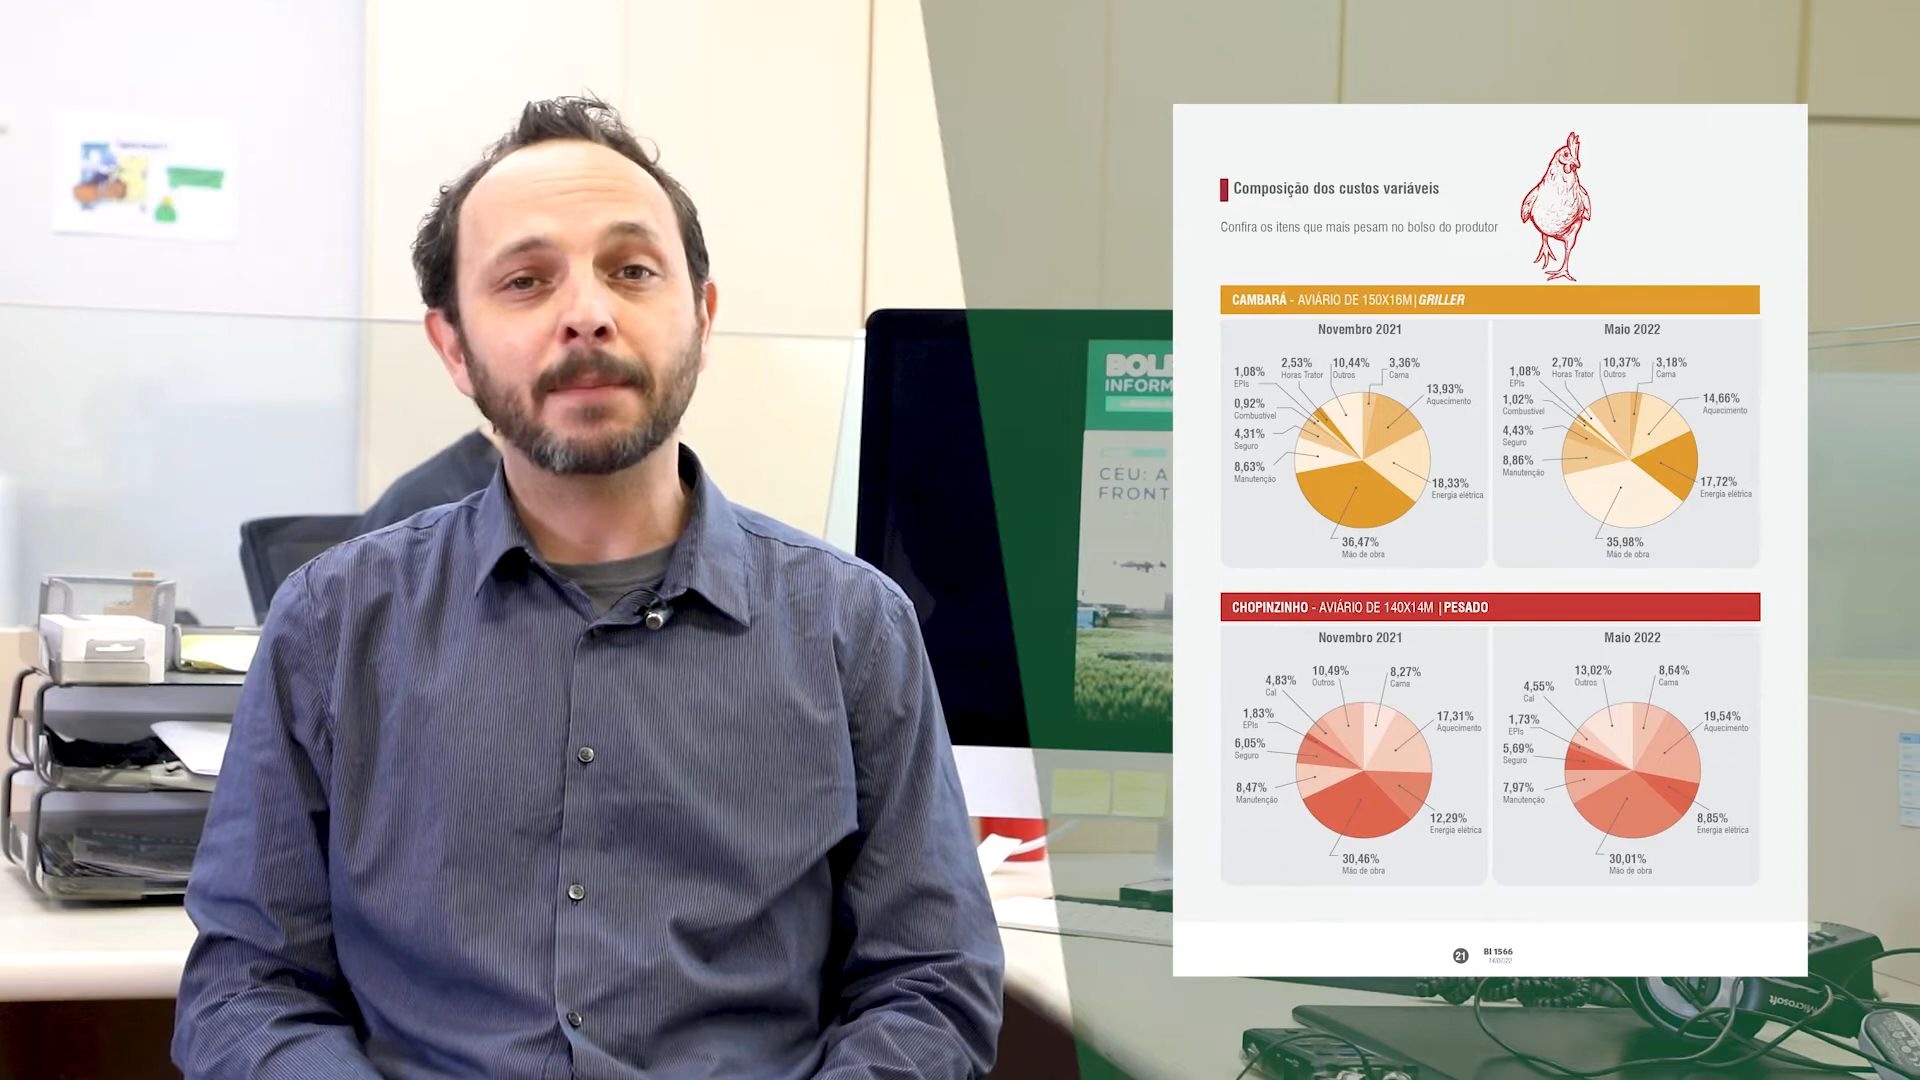 BOLE
INFORM
CÉU: A
FRONT
Composição dos custos variáveis
Confira os itens que mais pesam no bolso do produtor
CAMBARÁ - AVIÁRIO DE 150X16M|GRILLER
Novembro 2021
2,53%
Horas Trator
10,44%
Outros
3,36%
Cama
1,08%
EPIs
13,93%
Aquecimento
0,92%
Combustível
4,31%
Seguro
8,63%
Manutenção
18,33%
Energia elétrica
36,47%
Mão de obra
Maio 2022
2,70%
Horas Trator
10,37%
Outros
3,18%
Cama
1,08%
EPIs
14,66%
Aquecimento
1,02%
Combustível
4,43%
Seguro
8,86%
Manutenção
17,72%
Energia elétrica
35,98%
Mão de obra
CHOPINZINHO - AVIÁRIO DE 140X14M |PESADO
Novembro 2021
10,49%
Outros
8,27%
Cama
4,83%
Cal
1,83%
EPIs
17,31%
Aquecimento
6,05%
Seguro
8,47%
Manutenção
12,29%
Energia elétrica
30,46%
Mão de obra
Maio 2022
13,02%
Outros
8,64%
Cama
4,55%
Cal
1,73%
EPIs
19,54%
Aquecimento
5,69%
Seguro
7,97%
Manutenção
8,85%
Energia elétrica
30,01%
Mão de obra
21
BI 1566
14/07/22
Microsoft